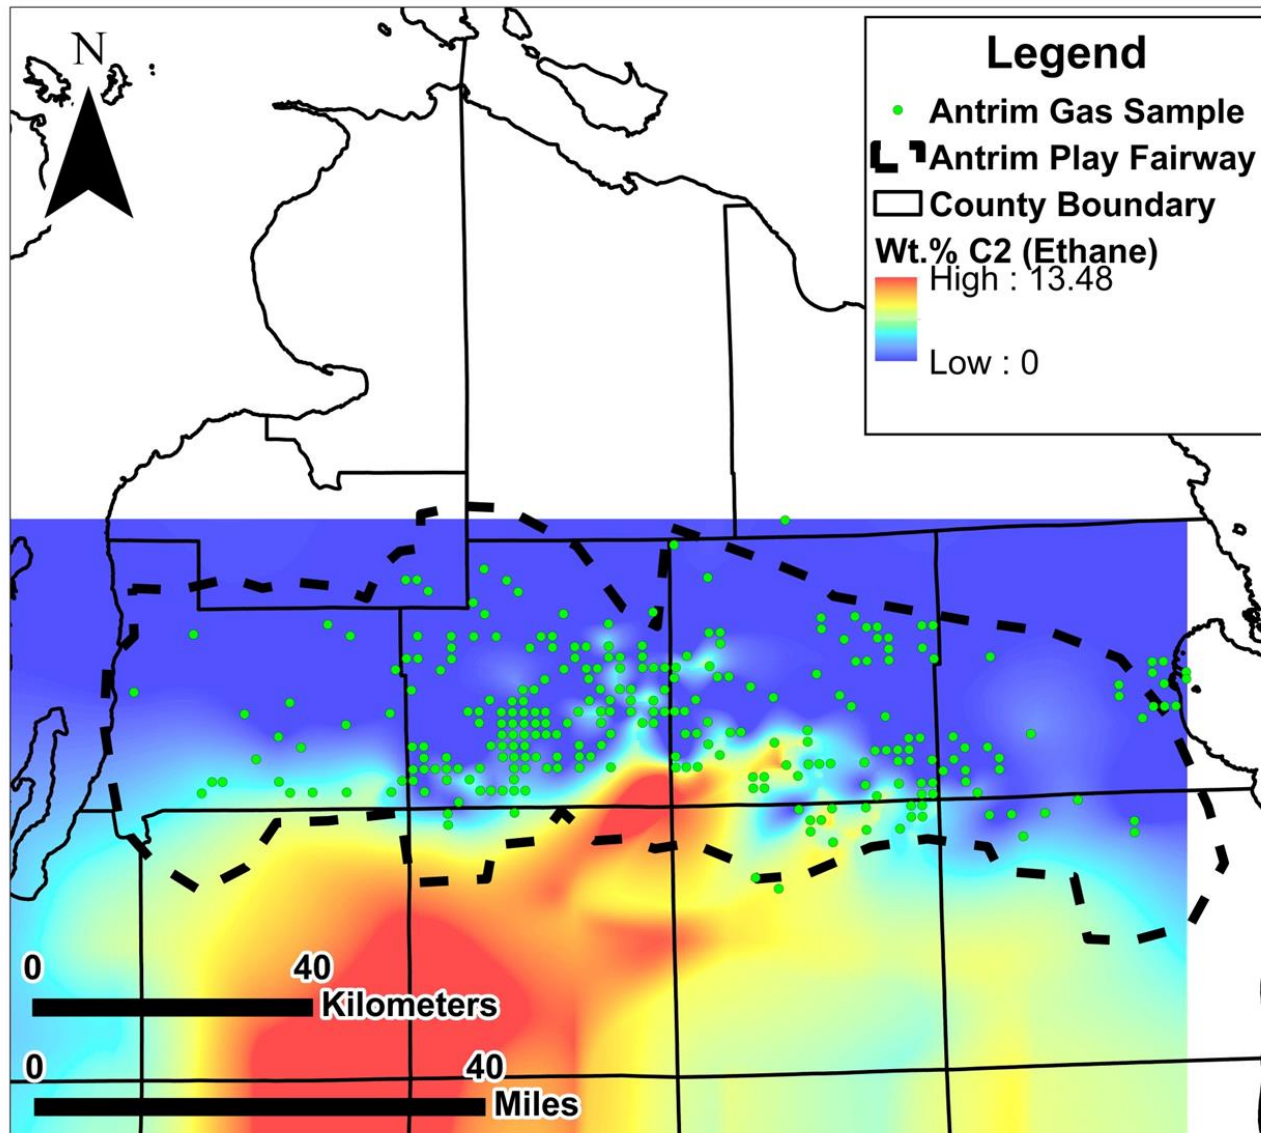 N
Legend
Antrim Gas Sample
Antrim Play Fairway
County Boundary
Wt.% C2 (Ethane)
High : 13.48
Low : 0
0 40
Kilometers
0 40
Miles